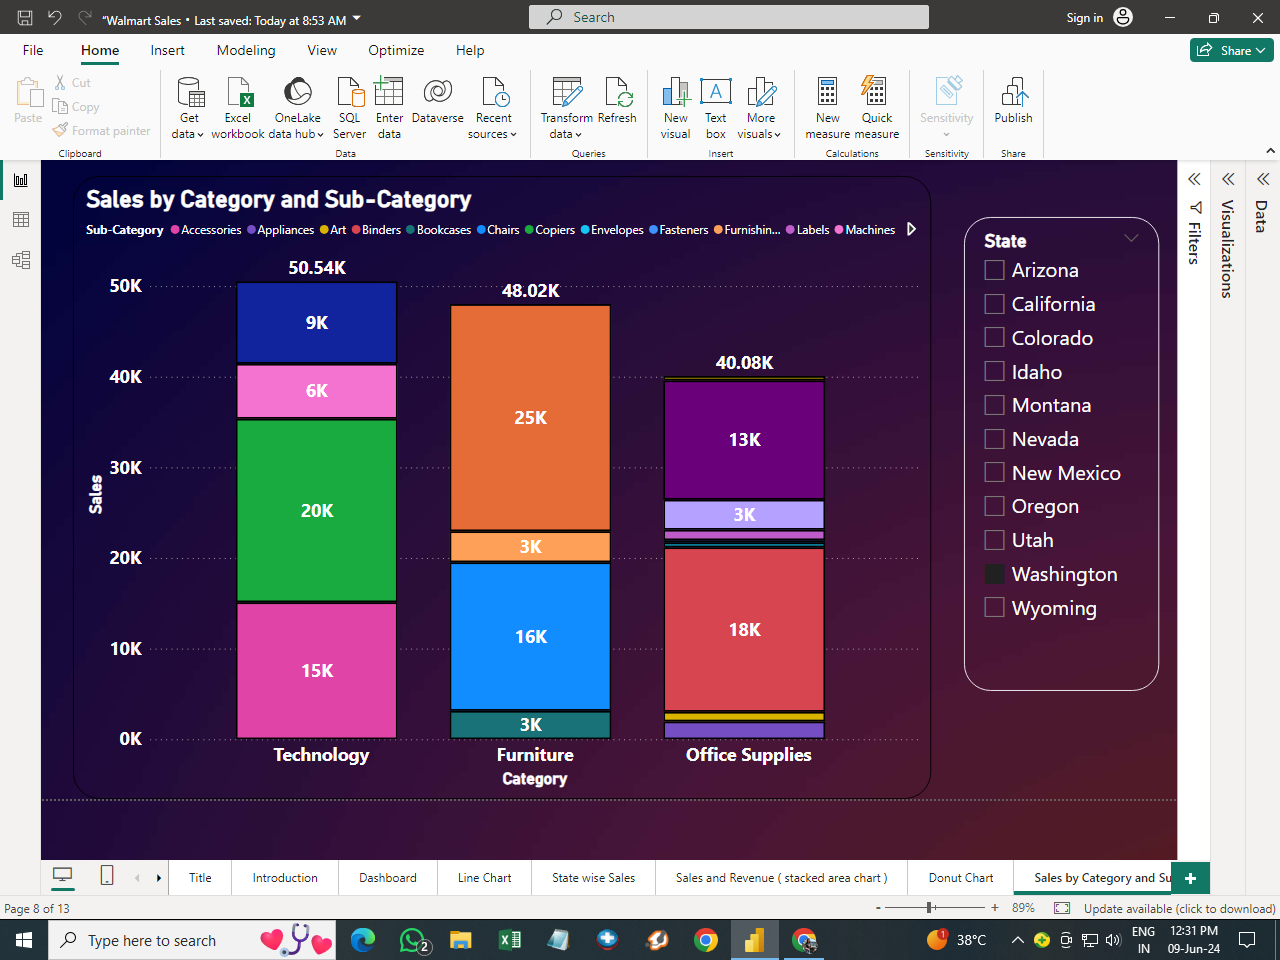 "Walmart Sales • Last saved: Today at 8:53 AM
Search
Sign in
File Home Insert Modeling View Optimize Help
Share
Paste
Cut
Copy
Format painter
Clipboard
Get data
Excel workbook
OneLake data hub
SQL Server
Enter data
Dataverse
Recent sources
Data
Transform data
Refresh
Queries
New visual
Text box
More visuals
Insert
New measure
Quick measure
Calculations
Sensitivity
Sensitivity
Publish
Share
Sales by Category and Sub-Category
Sub-Category Accessories Appliances Art Binders Bookcases Chairs Copiers Envelopes Fasteners Furnishin... Labels Machines
50.54K
48.02K
40.08K
50K
40K
30K
20K
10K
0K
Sales
9K
6K
20K
15K
25K
3K
16K
3K
13K
3K
18K
Technology
Furniture
Office Supplies
Category
State
Arizona
California
Colorado
Idaho
Montana
Nevada
New Mexico
Oregon
Utah
Washington
Wyoming
Filters
Visualizations
Data
Title
Introduction
Dashboard
Line Chart
State wise Sales
Sales and Revenue ( stacked area chart )
Donut Chart
Sales by Category and Su
+
Page 8 of 13
- + 89%
Update available (click to download)
Type here to search
2
1
38°C
ENG
IN
12:31 PM
09-Jun-24